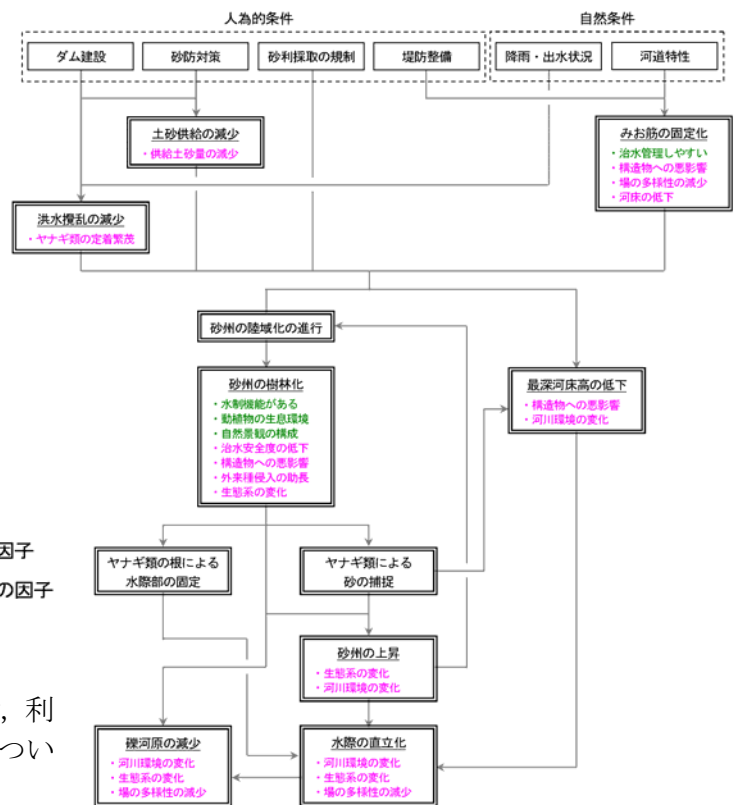 人為的条件
自然条件
ダム建設
砂防対策
砂利採取の規制
堤防整備
降雨・出水状況
河道特性
土砂供給の減少
・供給土砂量の減少
みお筋の固定化
・治水管理しやすい
・構造物への悪影響
・場の多様性の減少
・河床の低下
洪水攪乱の減少
・ヤナギ類の定着繁茂
砂州の陸域化の進行
砂州の樹林化
・水制機能がある
・動植物の生息環境
・自然景観の構成
・治水安全度の低下
・構造物への悪影響
・外来種侵入の助長
・生態系の変化
最深河床高の低下
・構造物への悪影響
・河川環境の変化
因子
の因子
ヤナギ類の根による
水際部の固定
ヤナギ類による
砂の捕捉
砂州の上昇
・生態系の変化
・河川環境の変化
，利
つい
礫河原の減少
・河川環境の変化
・生態系の変化
・場の多様性の減少
水際の直立化
・河川環境の変化
・生態系の変化
・場の多様性の減少